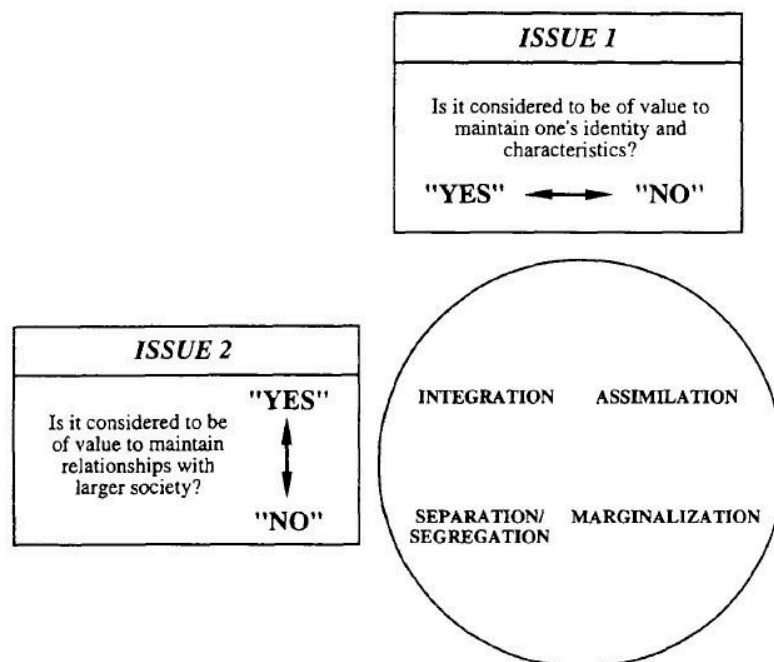 ISSUE 1
Is it considered to be of value to
maintain one's identity and
characteristics?
"YES" "NO"
ISSUE 2
Is it considered to be
of value to maintain
relationships with
larger society?
"YES"
"NO"
INTEGRATION ASSIMILATION
SEPARATION/
SEGREGATION
MARGINALIZATION